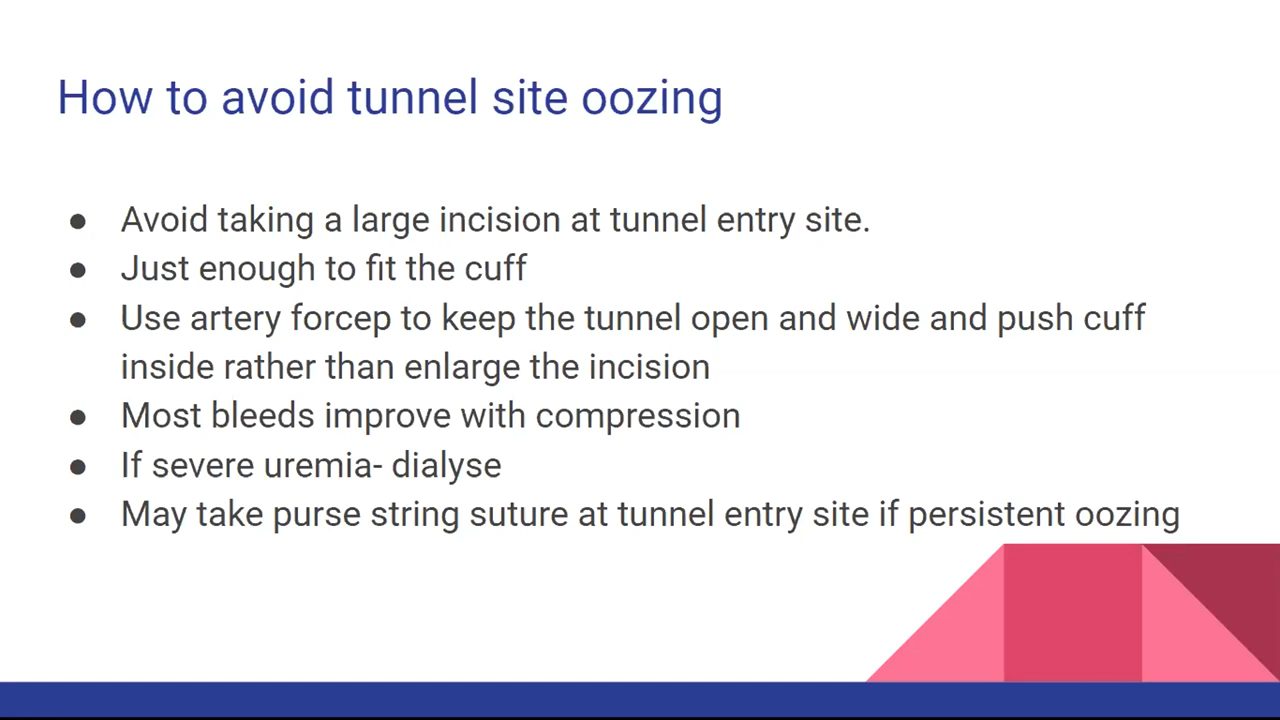 How to avoid tunnel site oozing
● Avoid taking a large incision at tunnel entry site.
● Just enough to fit the cuff
● Use artery forcep to keep the tunnel open and wide and push cuff
inside rather than enlarge the incision
● Most bleeds improve with compression
● If severe uremia- dialyse
● May take purse string suture at tunnel entry site if persistent oozing